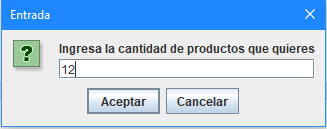 Entrada
Ingresa la cantidad de productos que quieres
12
Aceptar
Cancelar